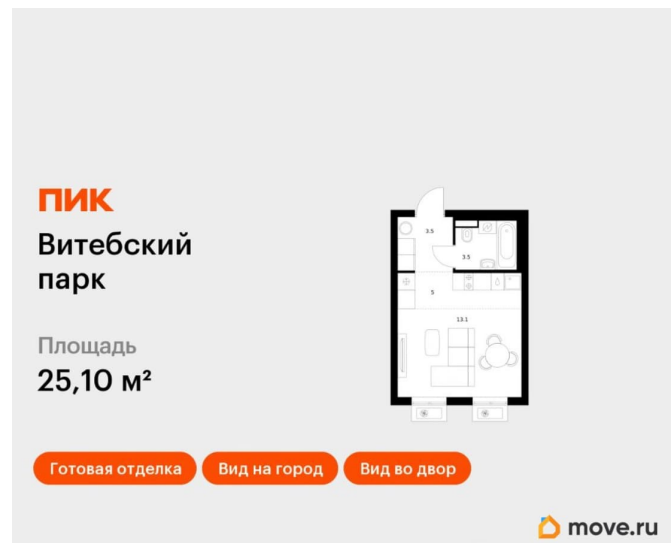 ПИК
Витебский
парк
Площадь
25,10 м²
3.5
3.5
5
13.1
Готовая отделка
Вид на город
Вид во двор
move.ru